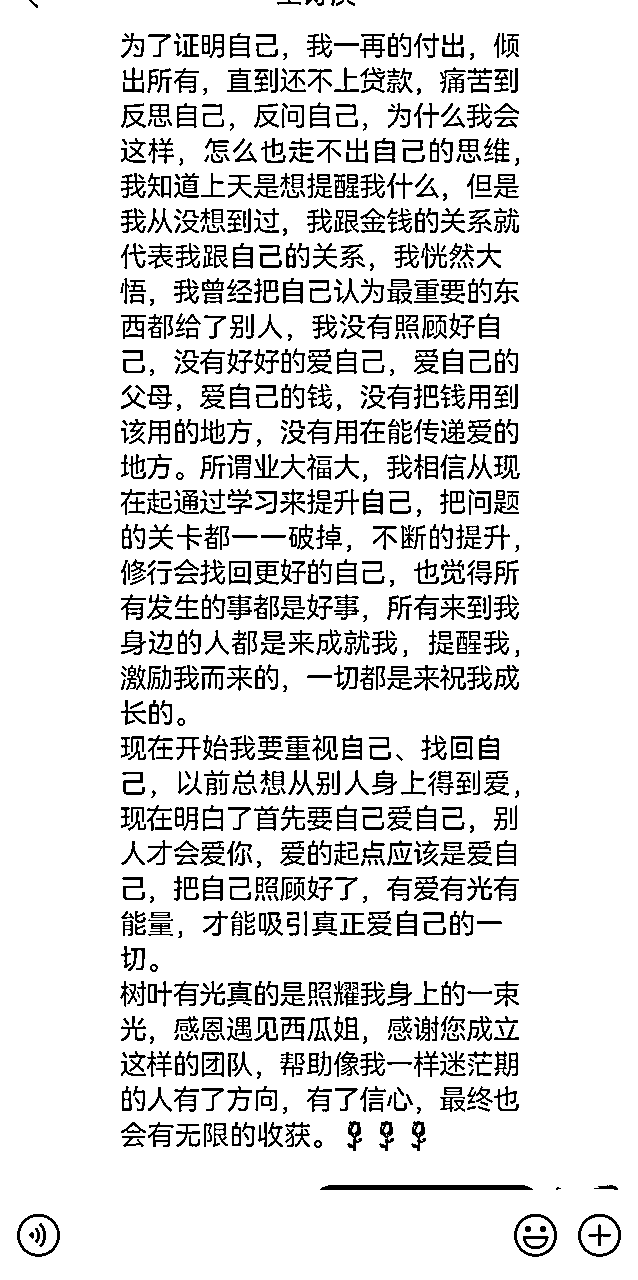 为了证明自己，我一再的付出，倾
出所有，直到还不上贷款，痛苦到
反思自己，反问自己，为什么我会
这样，怎么也走不出自己的思维，
我知道上天是想提醒我什么，但是
我从没想到过，我跟金钱的关系就
代表我跟自己的关系，我恍然大
悟，我曾经把自己认为最重要的东
西都给了别人，我没有照顾好自
己，没有好好的爱自己，爱自己的
父母，爱自己的钱，没有把钱用到
该用的地方，没有用在能传递爱的
地方。所谓业大福大，我相信从现
在起通过学习来提升自己，把问题
的关卡都一一破掉，不断的提升，
修行会找回更好的自己，也觉得所
有发生的事都是好事，所有来到我
身边的人都是来成就我，提醒我，
激励我而来的，一切都是来祝我成
长的。
现在开始我要重视自己、找回自
己，以前总想从别人身上得到爱，
现在明白了首先要自己爱自己，别
人才会爱你，爱的起点应该是爱自
己，把自己照顾好了，有爱有光有
能量，才能吸引真正爱自己的一
切。
树叶有光真的是照耀我身上的一束
光，感恩遇见西瓜姐，感谢您成立
这样的团队，帮助像我一样迷茫期
的人有了方向，有了信心，最终也
会有无限的收获。🌹🌹🌹